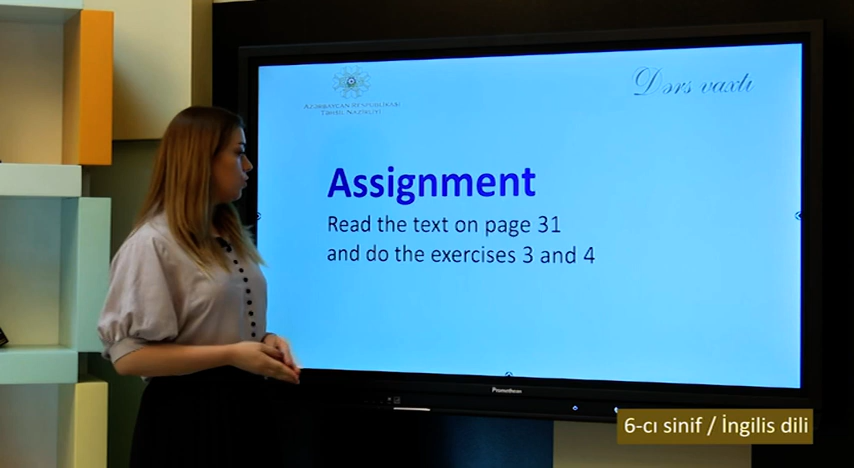 AZƏRBAYCAN RESPUBLİKASI
TƏHSİL NAZİRLİYİ
Dərs vaxtı
Assignment
Read the text on page 31
and do the exercises 3 and 4
Promethean
6-cı sinif / İngilis dili